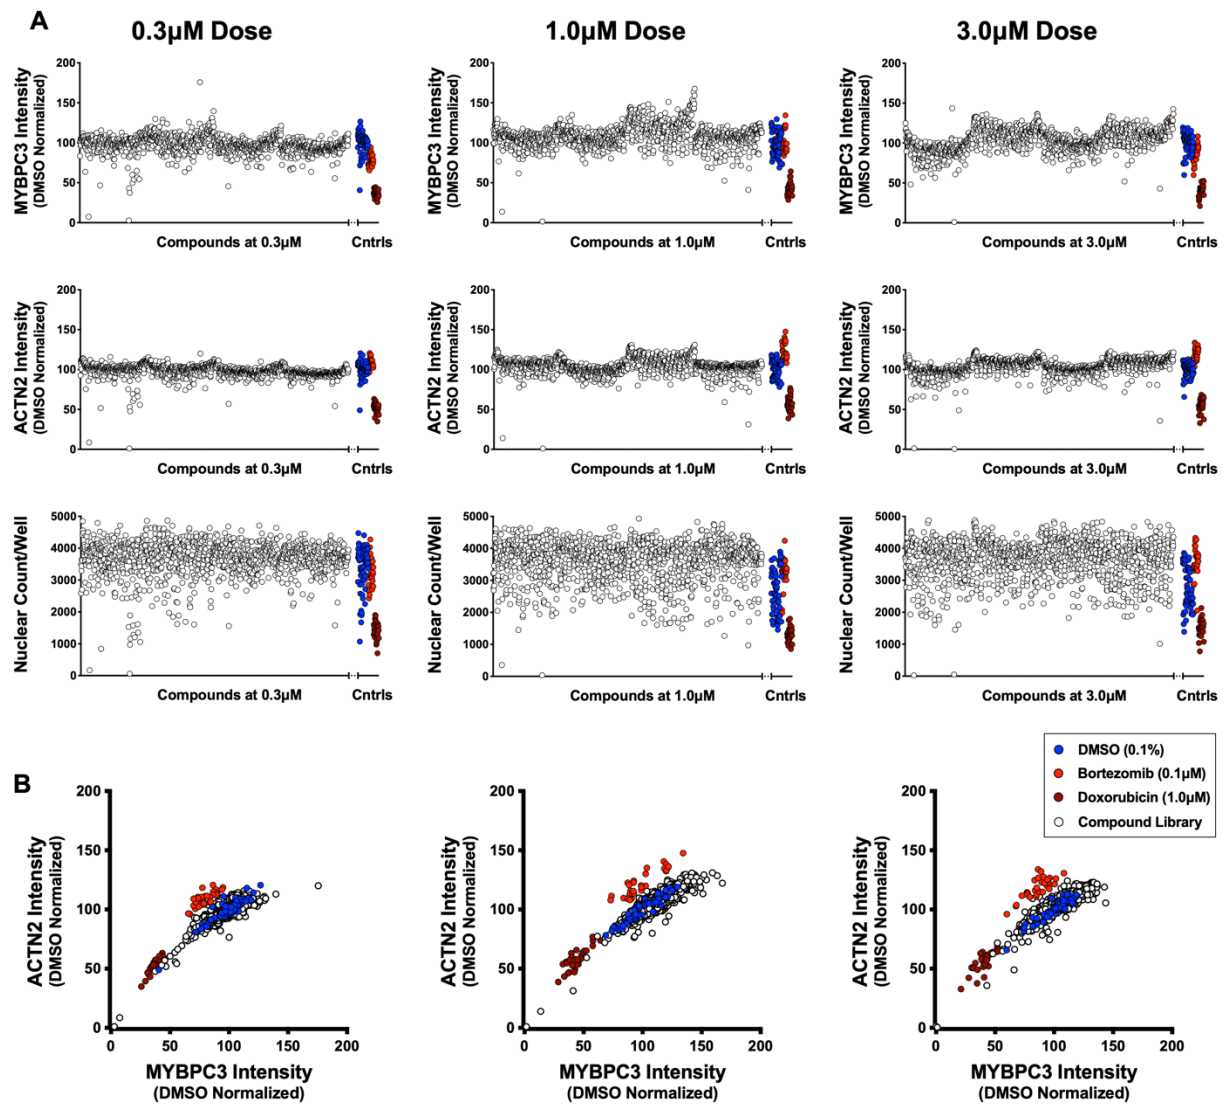 A
0.3µM Dose
1.0µM Dose
3.0µM Dose
MYBPC3 Intensity
(DMSO Normalized)
200
150
100
50
0
Compounds at 0.3µM
Cntrls
MYBPC3 Intensity
(DMSO Normalized)
200
150
100
50
0
Compounds at 1.0µM
Cntrls
MYBPC3 Intensity
(DMSO Normalized)
200
150
100
50
0
Compounds at 3.0µM
Cntrls
ACTN2 Intensity
(DMSO Normalized)
200
150
100
50
0
Compounds at 0.3µM
Cntrls
ACTN2 Intensity
(DMSO Normalized)
200
150
100
50
0
Compounds at 1.0µM
Cntrls
ACTN2 Intensity
(DMSO Normalized)
200
150
100
50
0
Compounds at 3.0µM
Cntrls
Nuclear Count/Well
5000
4000
3000
2000
1000
0
Compounds at 0.3µM
Cntrls
Nuclear Count/Well
5000
4000
3000
2000
1000
0
Compounds at 1.0µM
Cntrls
Nuclear Count/Well
5000
4000
3000
2000
1000
0
Compounds at 3.0µM
Cntrls
DMSO (0.1%)
Bortezomib (0.1µM)
Doxorubicin (1.0µM)
Compound Library
B
ACTN2 Intensity
(DMSO Normalized)
200
150
100
50
0
0 50 100 150 200
MYBPC3 Intensity
(DMSO Normalized)
ACTN2 Intensity
(DMSO Normalized)
200
150
100
50
0
0 50 100 150 200
MYBPC3 Intensity
(DMSO Normalized)
ACTN2 Intensity
(DMSO Normalized)
200
150
100
50
0
0 50 100 150 200
MYBPC3 Intensity
(DMSO Normalized)